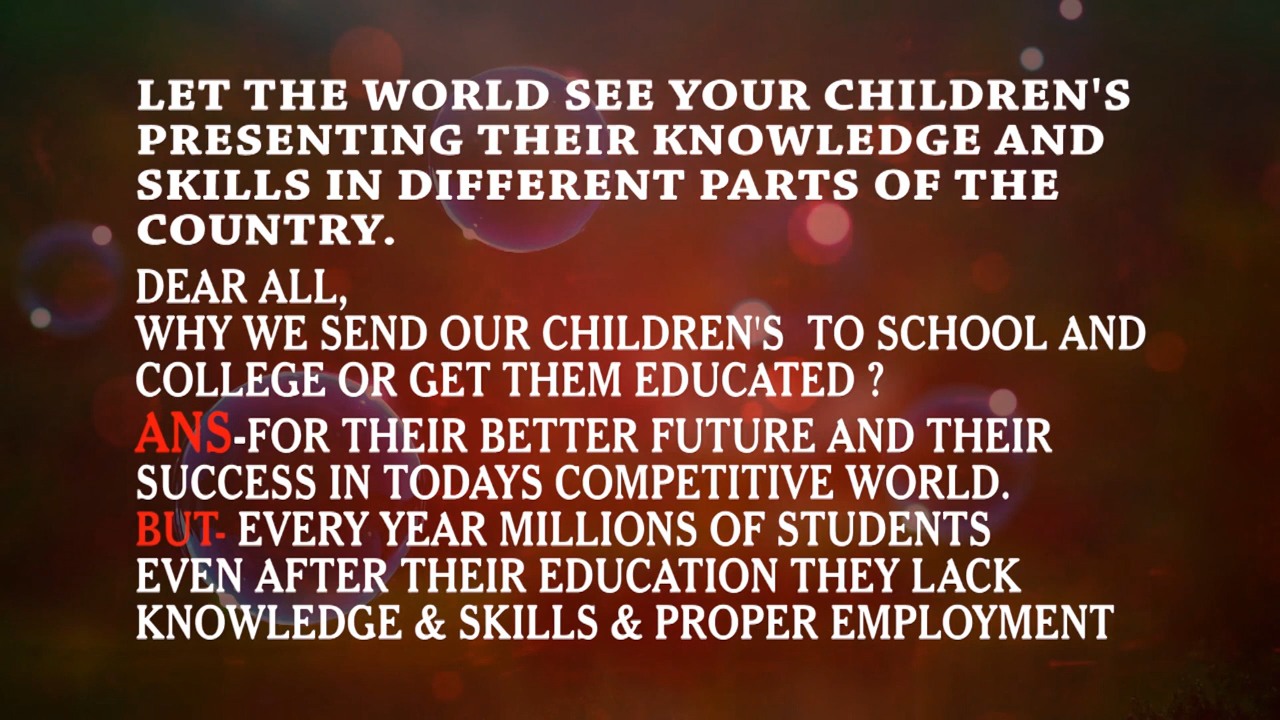 LET THE WORLD SEE YOUR CHILDREN'S
PRESENTING THEIR KNOWLEDGE AND
SKILLS IN DIFFERENT PARTS OF THE
COUNTRY.
DEAR ALL,
WHY WE SEND OUR CHILDREN'S  TO SCHOOL AND
COLLEGE OR GET THEM EDUCATED ?
ANS-FOR THEIR BETTER FUTURE AND THEIR
SUCCESS IN TODAYS COMPETITIVE WORLD.
BUT- EVERY YEAR MILLIONS OF STUDENTS
EVEN AFTER THEIR EDUCATION THEY LACK
KNOWLEDGE & SKILLS & PROPER EMPLOYMENT